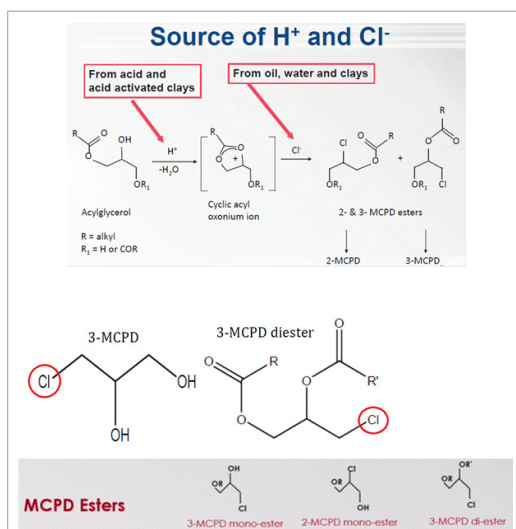 Source of H⁺ and Cl⁻
From acid and
acid activated clays
From oil, water and clays
R O OH
O
OR₁
H⁺
-H₂O
R
O O
+
OR₁
Cl⁻
Cl O R
O
OR₁
+
R
O O
OR₁ Cl
Acylglycerol
Cyclic acyl
oxonium ion
2- & 3- MCPD esters
R = alkyl
R₁ = H or COR
2-MCPD
3-MCPD
3-MCPD
Cl
OH
OH
3-MCPD diester
O
O R
O R'
O
Cl
MCPD Esters
OH
OR
Cl
3-MCPD mono-ester
Cl
OR
OH
2-MCPD mono-ester
OR'
OR
Cl
3-MCPD di-ester